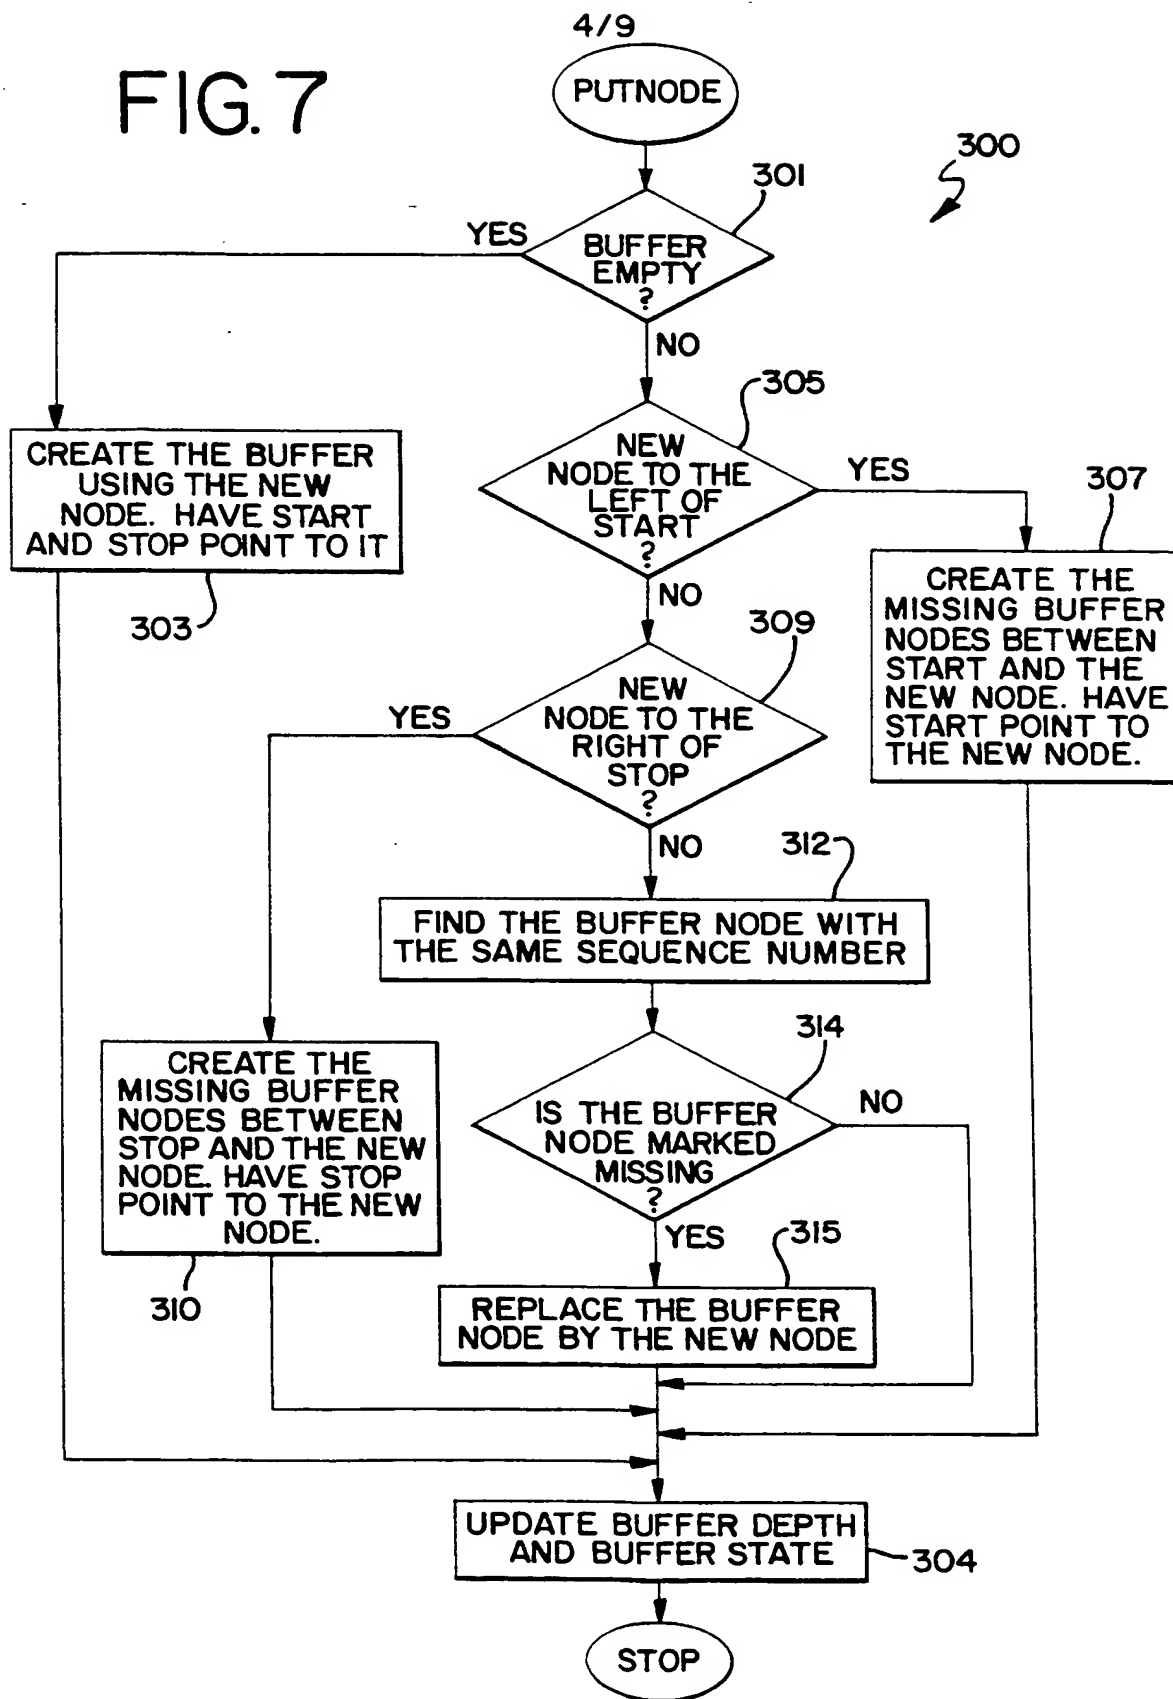 4/9
FIG. 7
PUTNODE
300
301
YES
BUFFER
EMPTY
?
NO
305
NEW
NODE TO THE
LEFT OF
START
?
YES
307
CREATE THE BUFFER
USING THE NEW
NODE. HAVE START
AND STOP POINT TO IT
303
NO
CREATE THE
MISSING BUFFER
NODES BETWEEN
START AND THE
NEW NODE. HAVE
START POINT TO
THE NEW NODE.
309
YES
NEW
NODE TO THE
RIGHT OF
STOP
?
NO
312
FIND THE BUFFER NODE WITH
THE SAME SEQUENCE NUMBER
314
CREATE THE
MISSING BUFFER
NODES BETWEEN
STOP AND THE NEW
NODE. HAVE STOP
POINT TO THE NEW
NODE.
310
IS THE BUFFER
NODE MARKED
MISSING
?
NO
YES
315
REPLACE THE BUFFER
NODE BY THE NEW NODE
UPDATE BUFFER DEPTH
AND BUFFER STATE
304
STOP